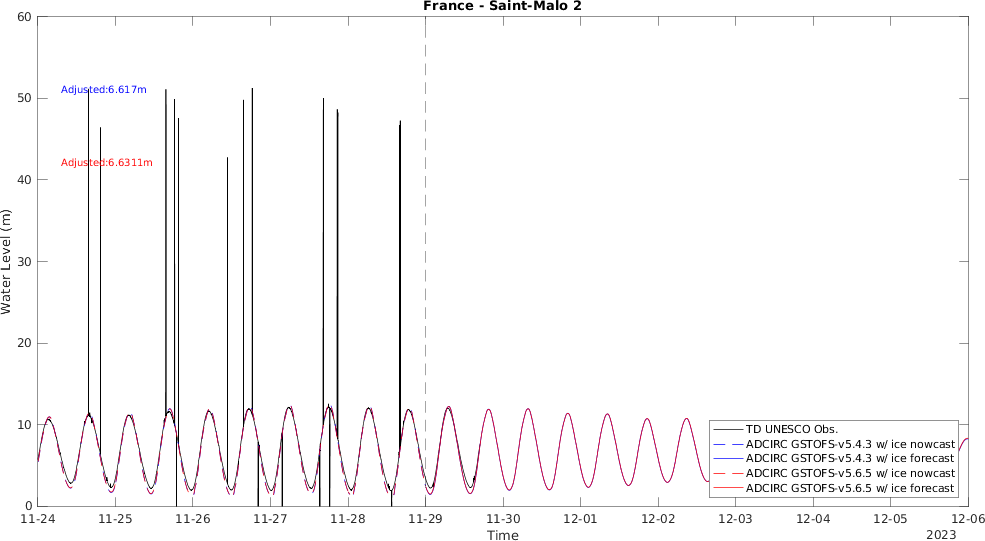 France - Saint-Malo 2
60
50
40
30
20
10
0
Water Level (m)
Adjusted:6.617m
Adjusted:6.6311m
TD UNESCO Obs.
ADCIRC GSTOFS-v5.4.3 w/ ice nowcast
ADCIRC GSTOFS-v5.4.3 w/ ice forecast
ADCIRC GSTOFS-v5.6.5 w/ ice nowcast
ADCIRC GSTOFS-v5.6.5 w/ ice forecast
11-24 11-25 11-26 11-27 11-28 11-29 11-30 12-01 12-02 12-03 12-04 12-05 12-06
Time
2023